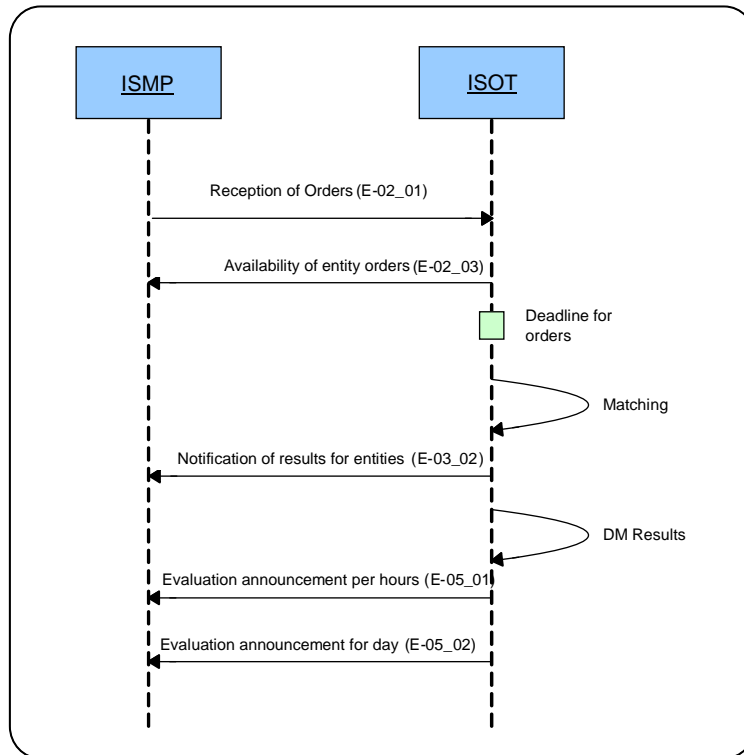 ISMP
ISOT
Reception of Orders (E-02_01)
Availability of entity orders (E-02_03)
Deadline for
orders
Matching
Notification of results for entities (E-03_02)
DM Results
Evaluation announcement per hours (E-05_01)
Evaluation announcement for day (E-05_02)